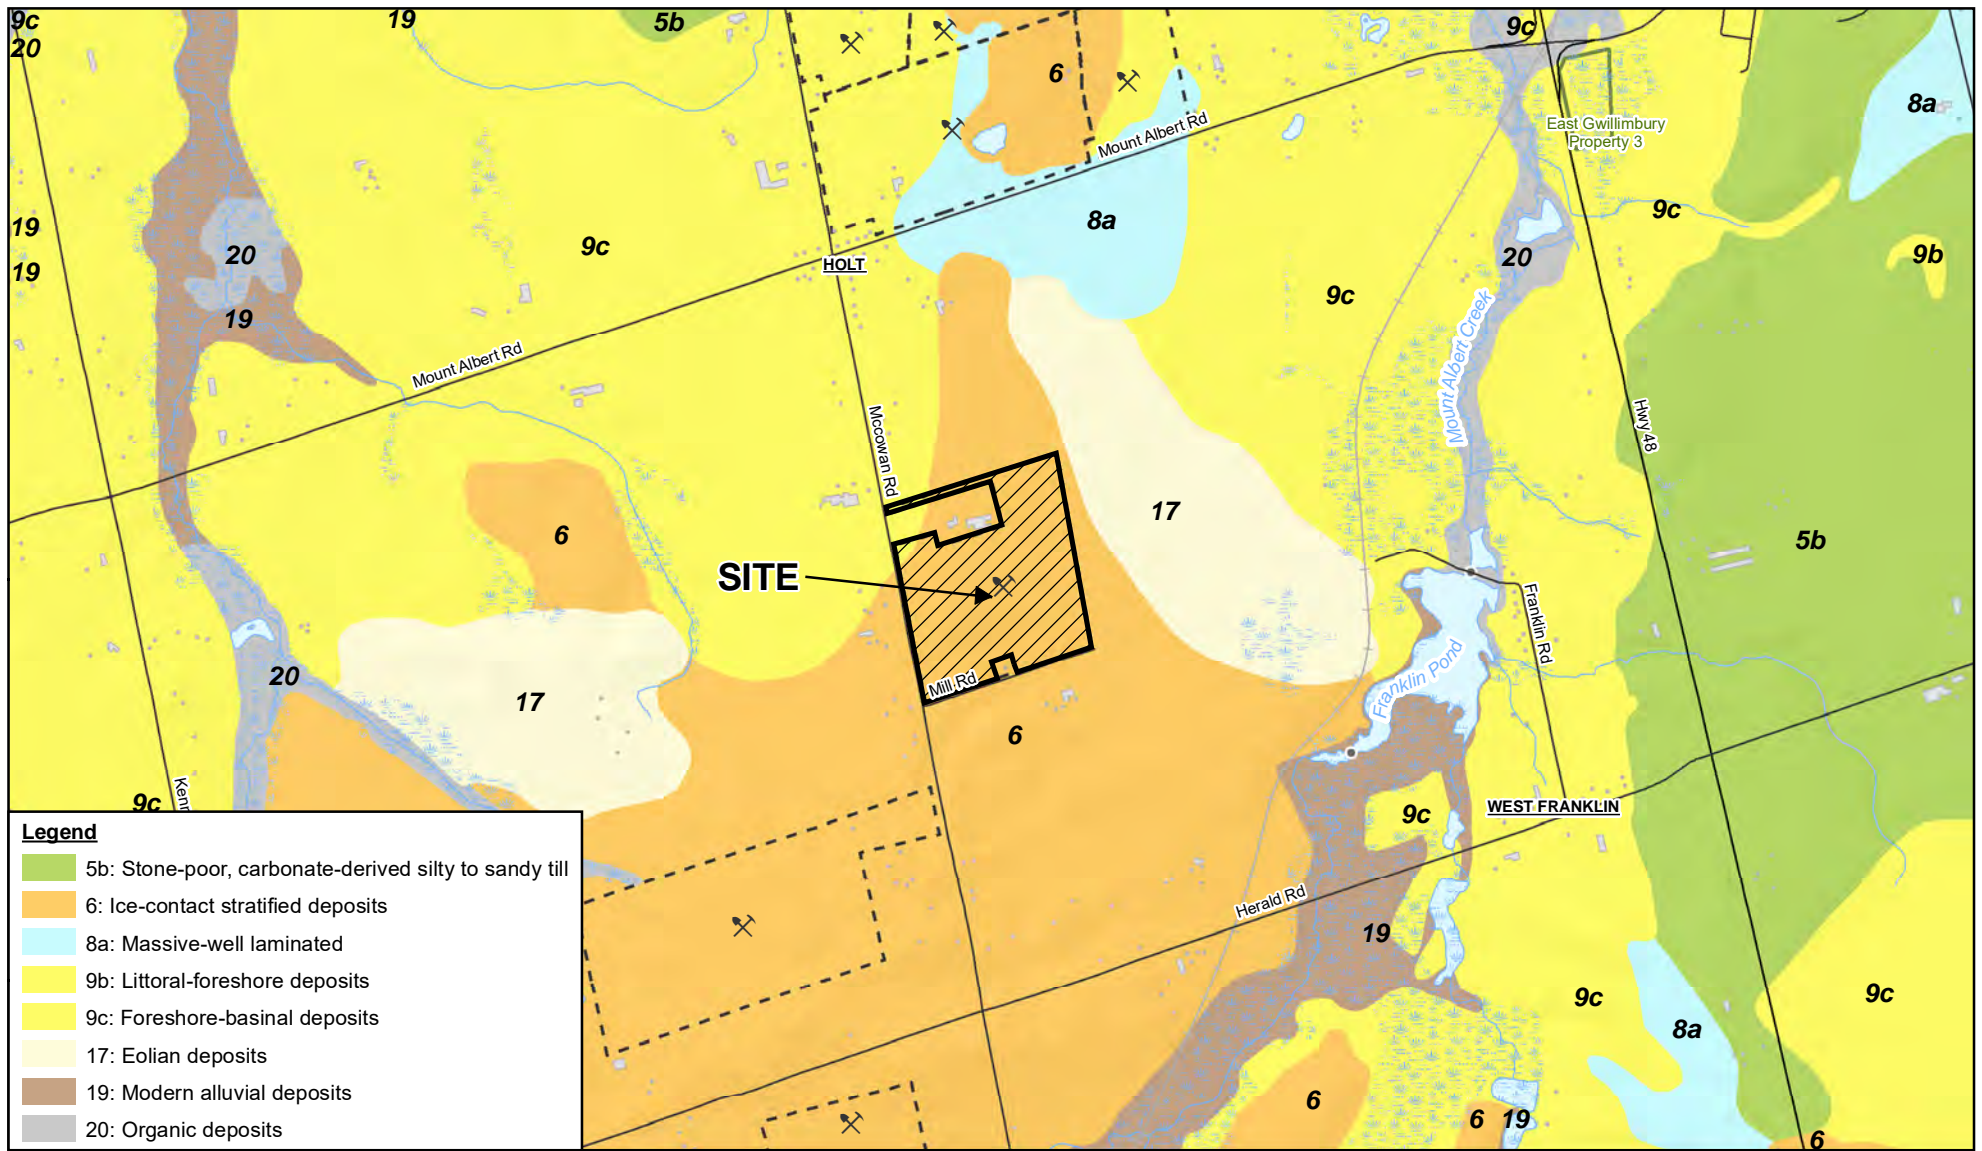 9c
19
5b
9c
20
6
8a
East Gwillimbury
Property 3
Mount Albert Rd
9c
8a
19
9c
20
20
9b
HOLT
19
9c
19
Mount Albert Creek
Mount Albert Rd
Mccowan Rd
Hwy 48
17
6
5b
SITE
Franklin Rd
20
Franklin Pond
Mill Rd
17
6
9c
Kenn
9c
WEST FRANKLIN
Legend
5b: Stone-poor, carbonate-derived silty to sandy till
6: Ice-contact stratified deposits
8a: Massive-well laminated
9b: Littoral-foreshore deposits
9c: Foreshore-basinal deposits
17: Eolian deposits
19: Modern alluvial deposits
20: Organic deposits
Herald Rd
19
9c
9c
8a
6
6
19
6